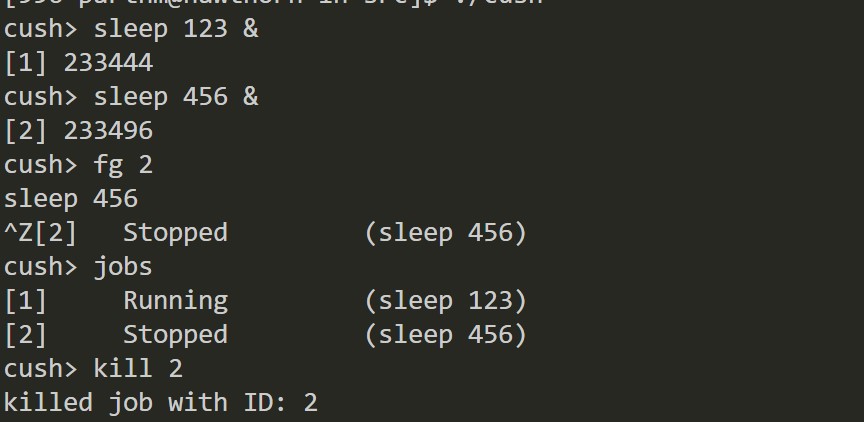 cush> sleep 123 &
[1] 233444
cush> sleep 456 &
[2] 233496
cush> fg 2
sleep 456
^Z[2]   Stopped         (sleep 456)
cush> jobs
[1]     Running         (sleep 123)
[2]     Stopped         (sleep 456)
cush> kill 2
killed job with ID: 2